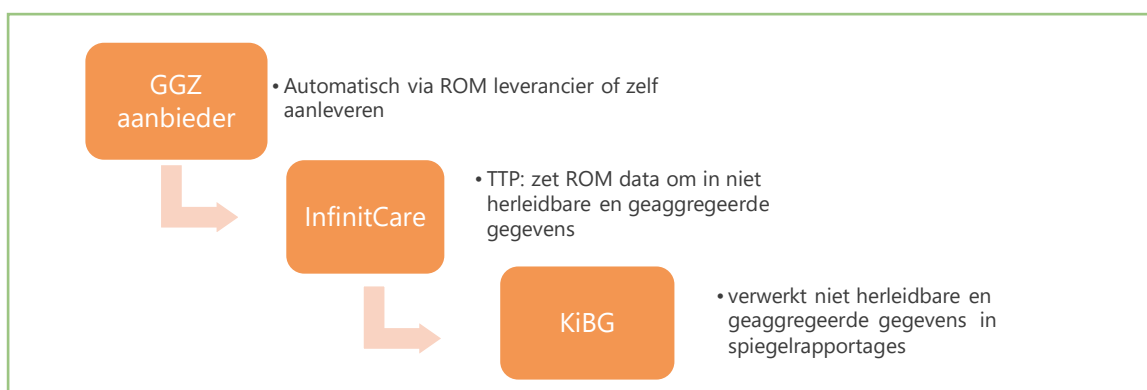 GGZ
aanbieder
• Automatisch via ROM leverancier of zelf
aanleveren
InfinitCare
• TTP: zet ROM data om in niet
herleidbare en geaggregeerde
gegevens
KiBG
• verwerkt niet herleidbare en
geaggregeerde gegevens in
spiegelrapportages